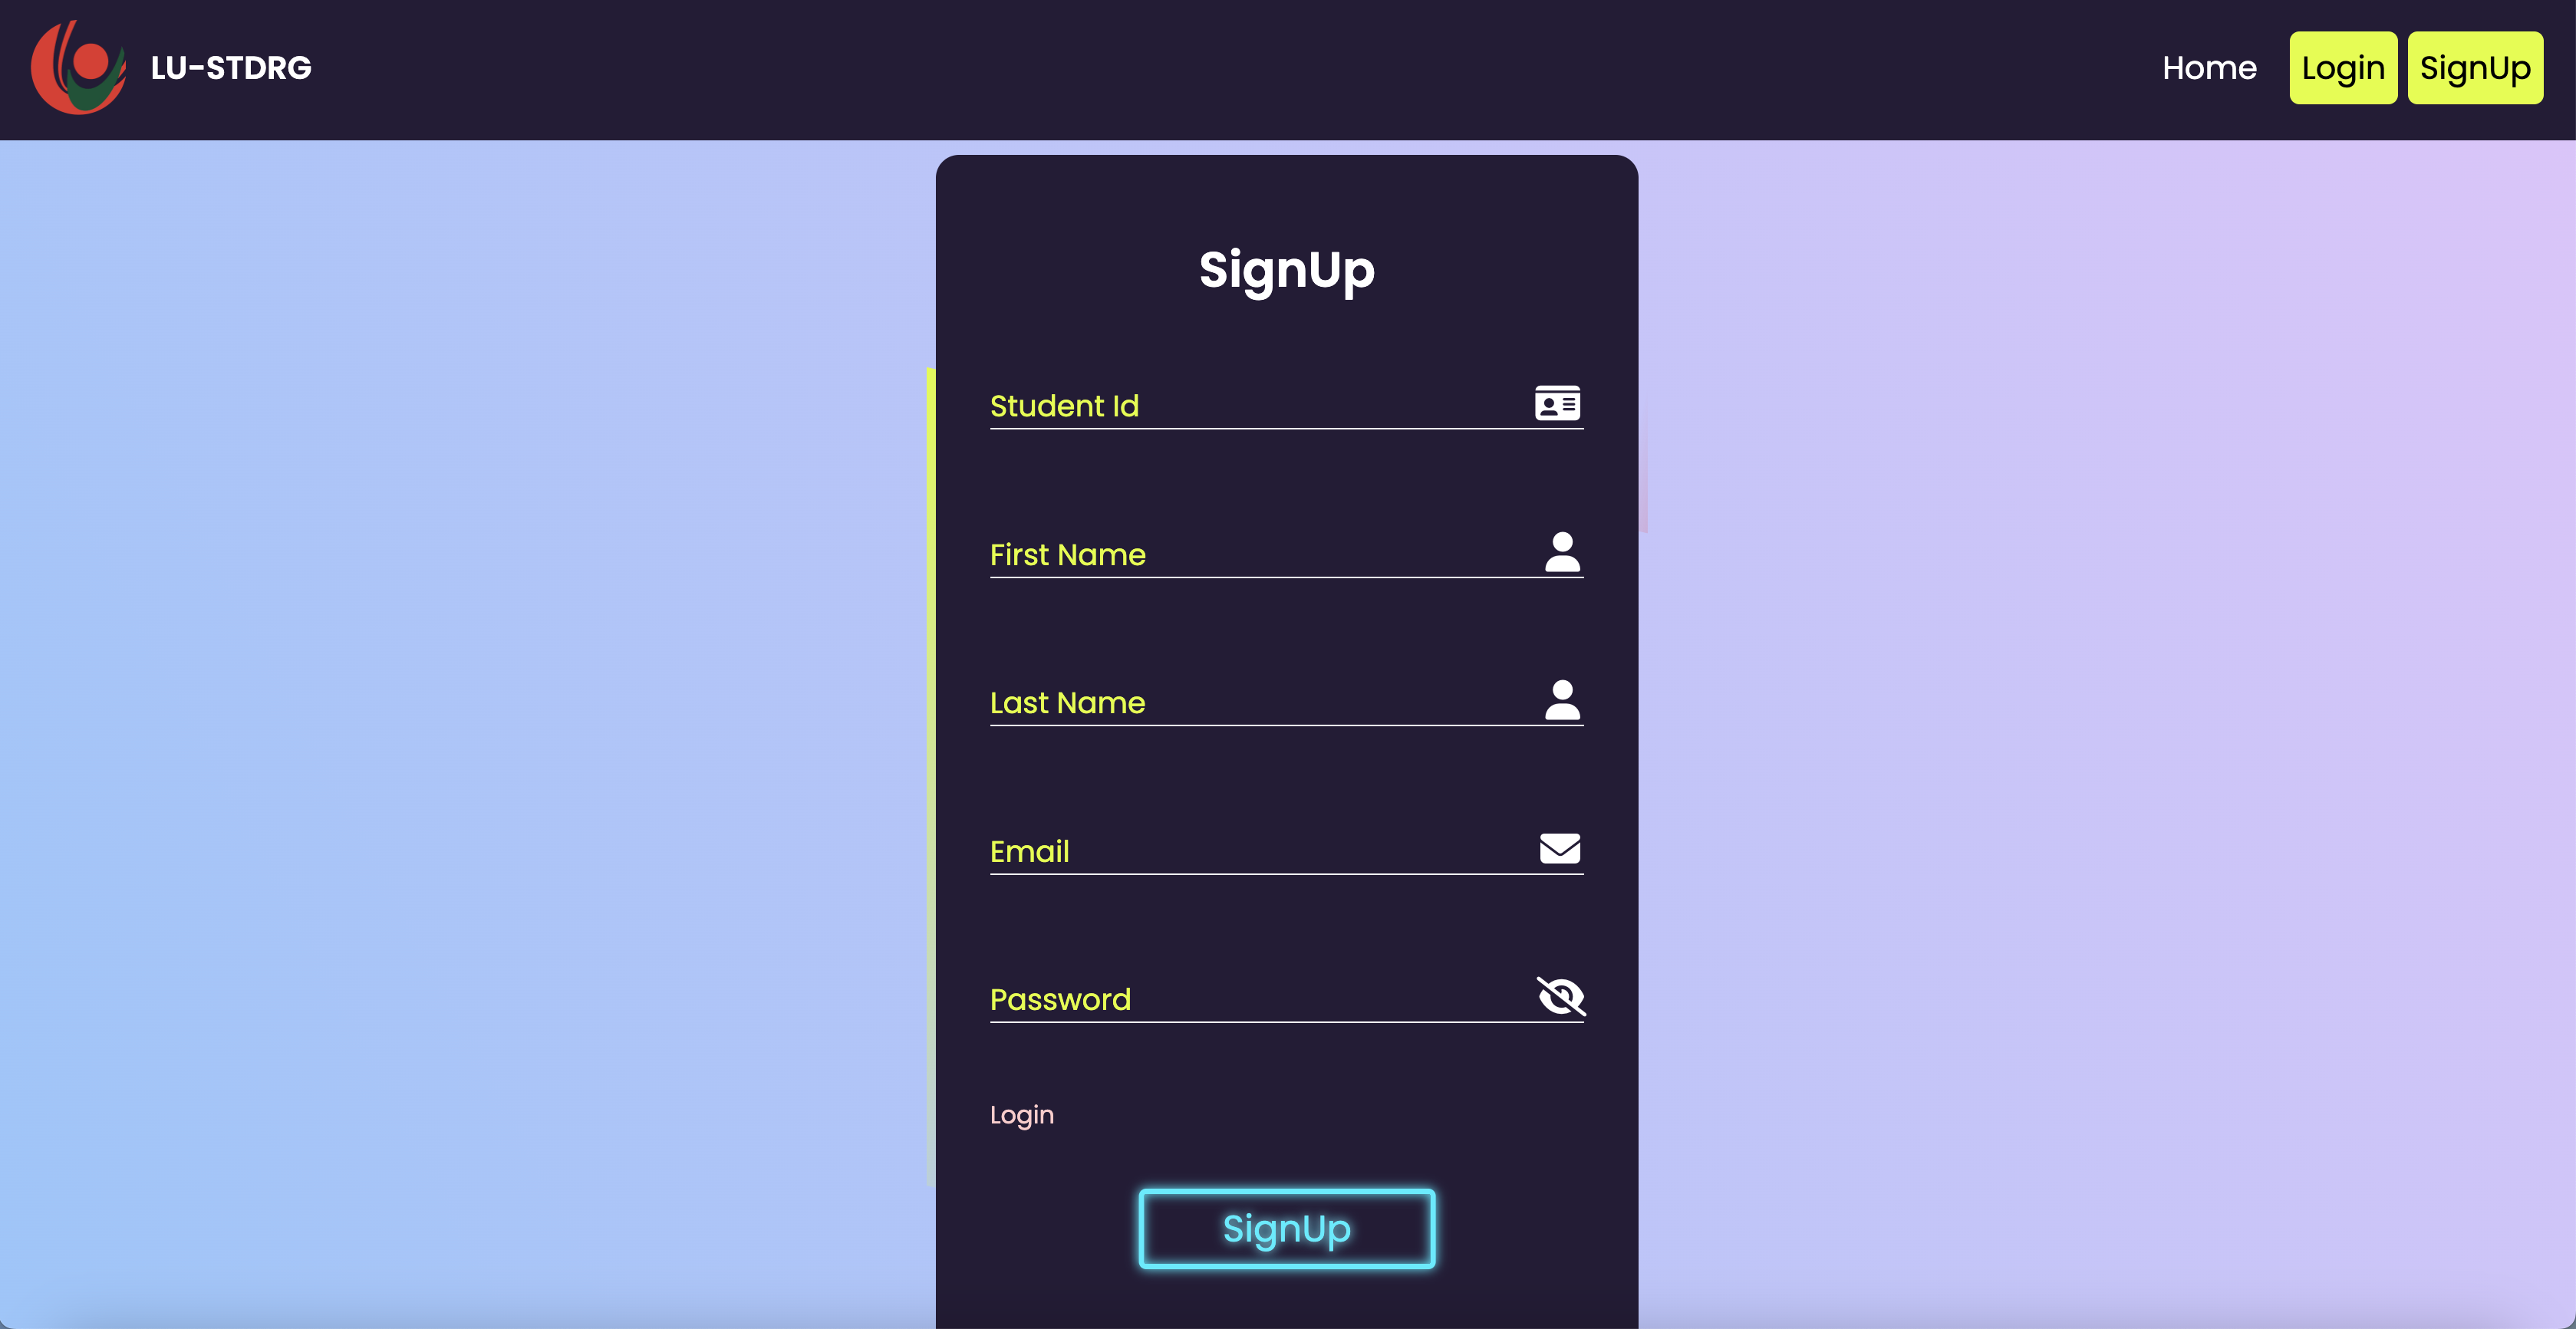 LU-STDRG
Home Login SignUp
SignUp
Student Id
First Name
Last Name
Email
Password
Login
SignUp